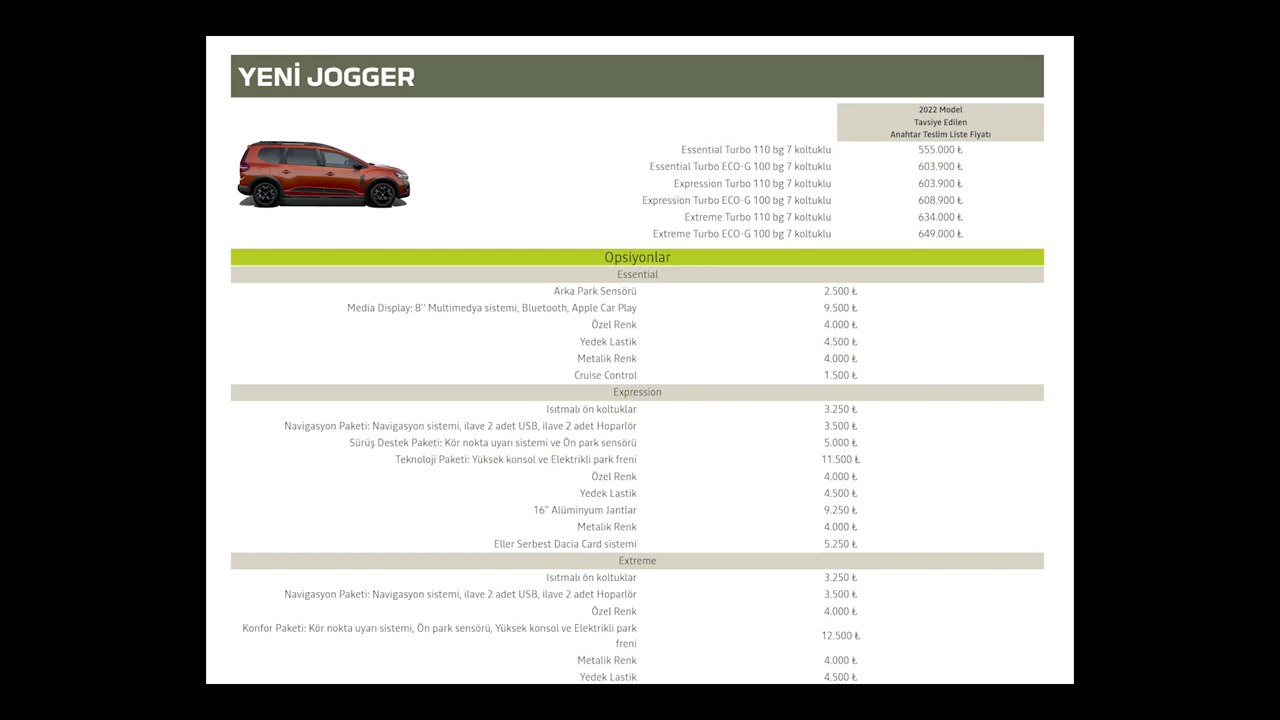 YENİ JOGGER
2022 Model
Tavsiye Edilen
Anahtar Teslim Liste Fiyatı
Essential Turbo 110 bg 7 koltuklu 555.000 ₺
Essential Turbo ECO-G 100 bg 7 koltuklu 603.900 ₺
Expression Turbo 110 bg 7 koltuklu 603.900 ₺
Expression Turbo ECO-G 100 bg 7 koltuklu 608.900 ₺
Extreme Turbo 110 bg 7 koltuklu 634.000 ₺
Extreme Turbo ECO-G 100 bg 7 koltuklu 649.000 ₺
Opsiyonlar
Essential
Arka Park Sensörü 2.500 ₺
Media Display: 8'' Multimedya sistemi, Bluetooth, Apple Car Play 9.500 ₺
Özel Renk 4.000 ₺
Yedek Lastik 4.500 ₺
Metalik Renk 4.000 ₺
Cruise Control 1.500 ₺
Expression
Isıtmalı ön koltuklar 3.250 ₺
Navigasyon Paketi: Navigasyon sistemi, ilave 2 adet USB, ilave 2 adet Hoparlör 3.500 ₺
Sürüş Destek Paketi: Kör nokta uyarı sistemi ve Ön park sensörü 5.000 ₺
Teknoloji Paketi: Yüksek konsol ve Elektrikli park freni 11.500 ₺
Özel Renk 4.000 ₺
Yedek Lastik 4.500 ₺
16'' Alüminyum Jantlar 9.250 ₺
Metalik Renk 4.000 ₺
Eller Serbest Dacia Card sistemi 5.250 ₺
Extreme
Isıtmalı ön koltuklar 3.250 ₺
Navigasyon Paketi: Navigasyon sistemi, ilave 2 adet USB, ilave 2 adet Hoparlör 3.500 ₺
Özel Renk 4.000 ₺
Konfor Paketi: Kör nokta uyarı sistemi, Ön park sensörü, Yüksek konsol ve Elektrikli park
freni 12.500 ₺
Metalik Renk 4.000 ₺
Yedek Lastik 4.500 ₺